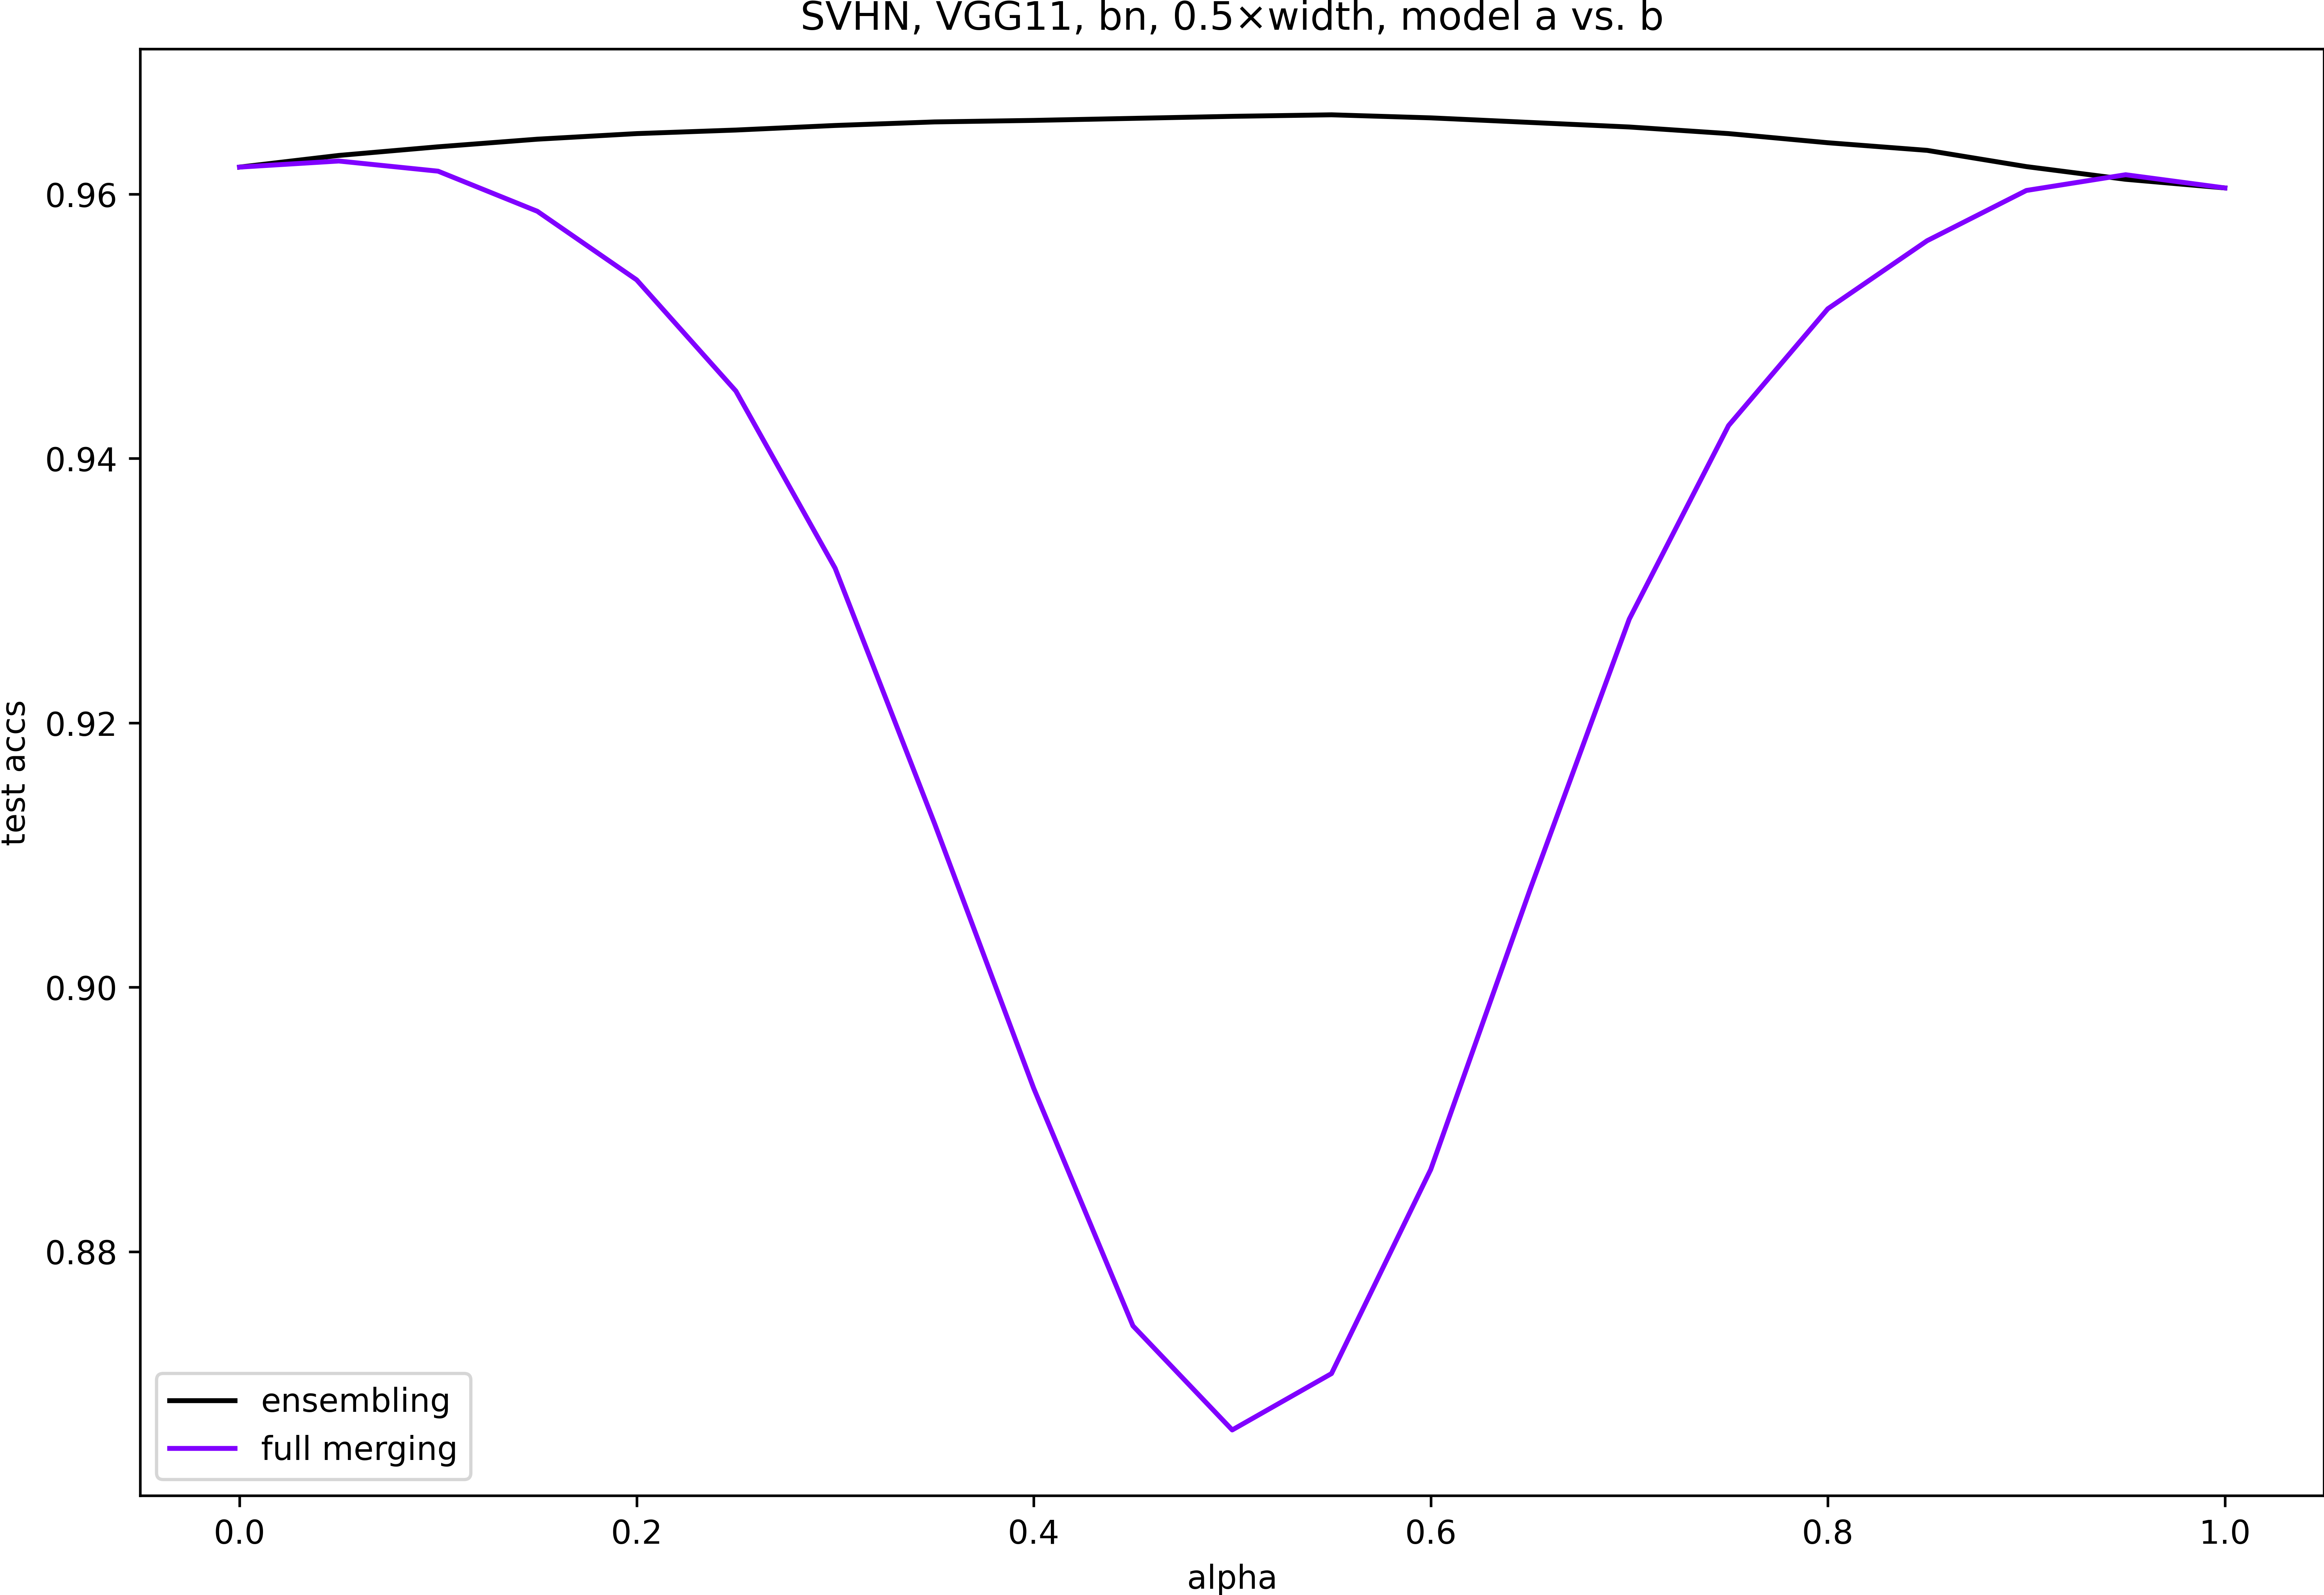 SVHN, VGG11, bn, 0.5×width, model a vs. b
test accs
0.96
0.94
0.92
0.90
0.88
ensembling
full merging
0.0 0.2 0.4 0.6 0.8 1.0
alpha